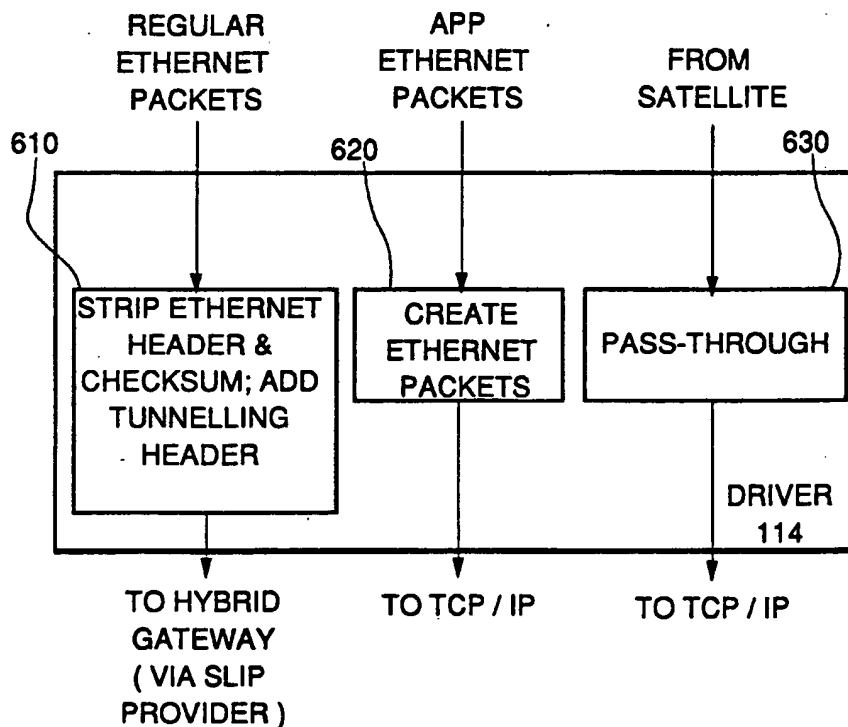 REGULAR
ETHERNET
PACKETS
APP
ETHERNET
PACKETS
FROM
SATELLITE
610
620
630
STRIP ETHERNET
HEADER &
CHECKSUM; ADD
TUNNELLING
HEADER
CREATE
ETHERNET
PACKETS
PASS-THROUGH
DRIVER
114
TO HYBRID
GATEWAY
( VIA SLIP
PROVIDER )
TO TCP / IP
TO TCP / IP